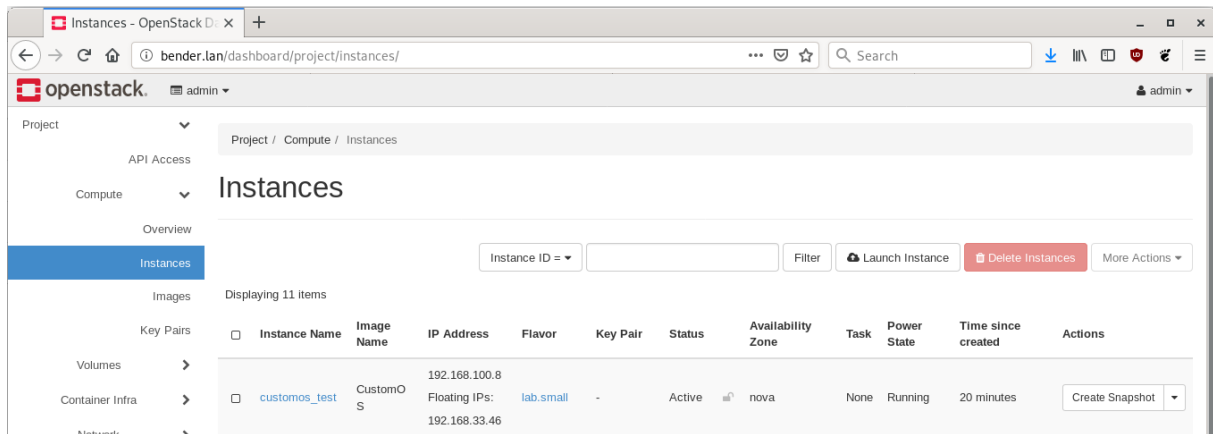 Instances - OpenStack Da
bender.lan/dashboard/project/instances/
Search
openstack.
admin
admin
Project
API Access
Compute
Overview
Instances
Images
Key Pairs
Volumes
Container Infra
Network
Project / Compute / Instances
Instances
Instance ID = Filter Launch Instance Delete Instances More Actions
Displaying 11 items
Instance Name Image Name IP Address Flavor Key Pair Status Availability Zone Task Power State Time since created Actions
customos_test CustomO
S 192.168.100.8
Floating IPs:
192.168.33.46 lab.small - Active nova None Running 20 minutes Create Snapshot